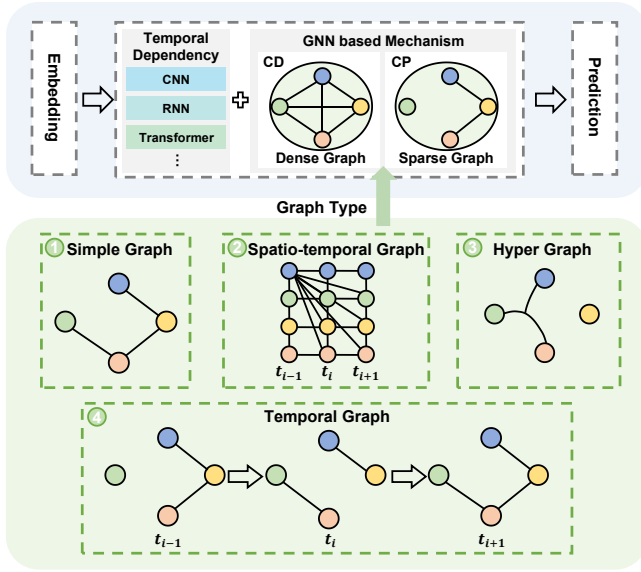 Embedding
Temporal
Dependency
CNN
RNN
Transformer
⋮
+
GNN based Mechanism
CD
Dense Graph
CP
Sparse Graph
Prediction
Graph Type
1 Simple Graph
2 Spatio-temporal Graph
t_{i-1} t_i t_{i+1}
3 Hyper Graph
4 Temporal Graph
t_{i-1} t_i t_{i+1}